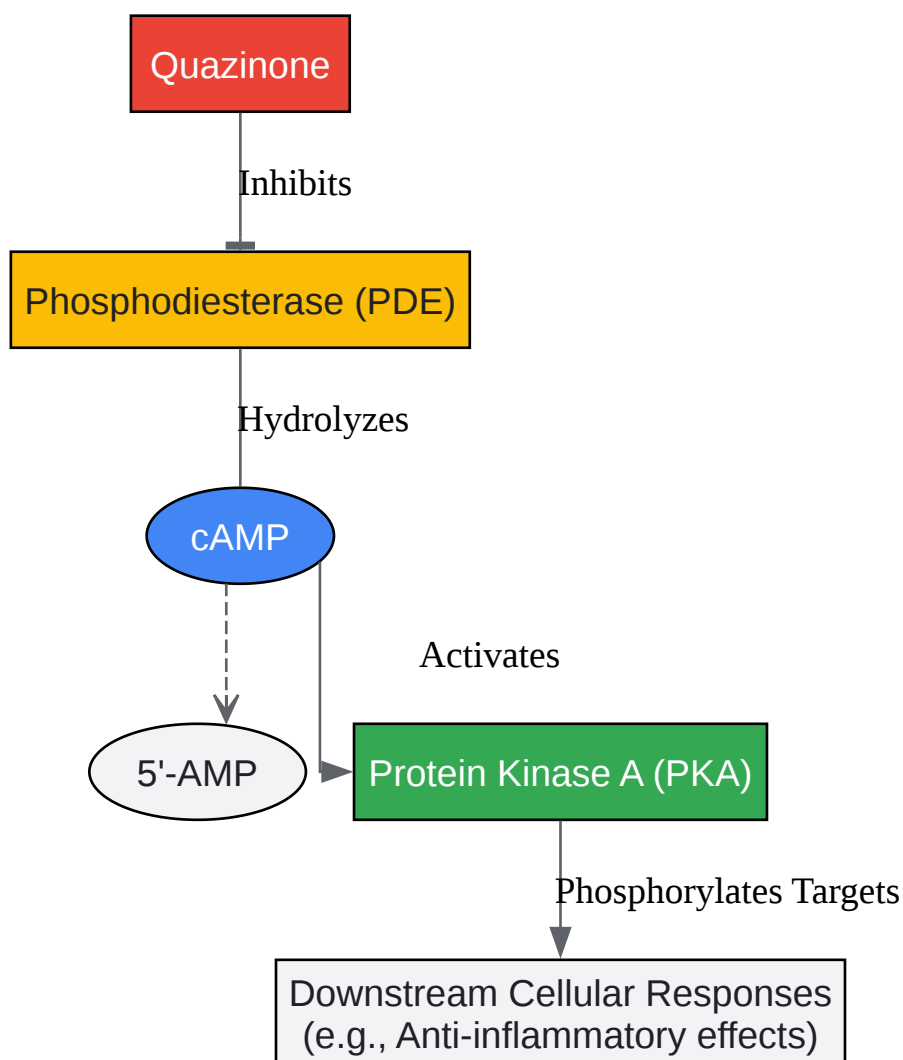 Quazinone
Inhibits
Phosphodiesterase (PDE)
Hydrolyzes
cAMP
Activates
5'-AMP
Protein Kinase A (PKA)
Phosphorylates Targets
Downstream Cellular Responses
(e.g., Anti-inflammatory effects)